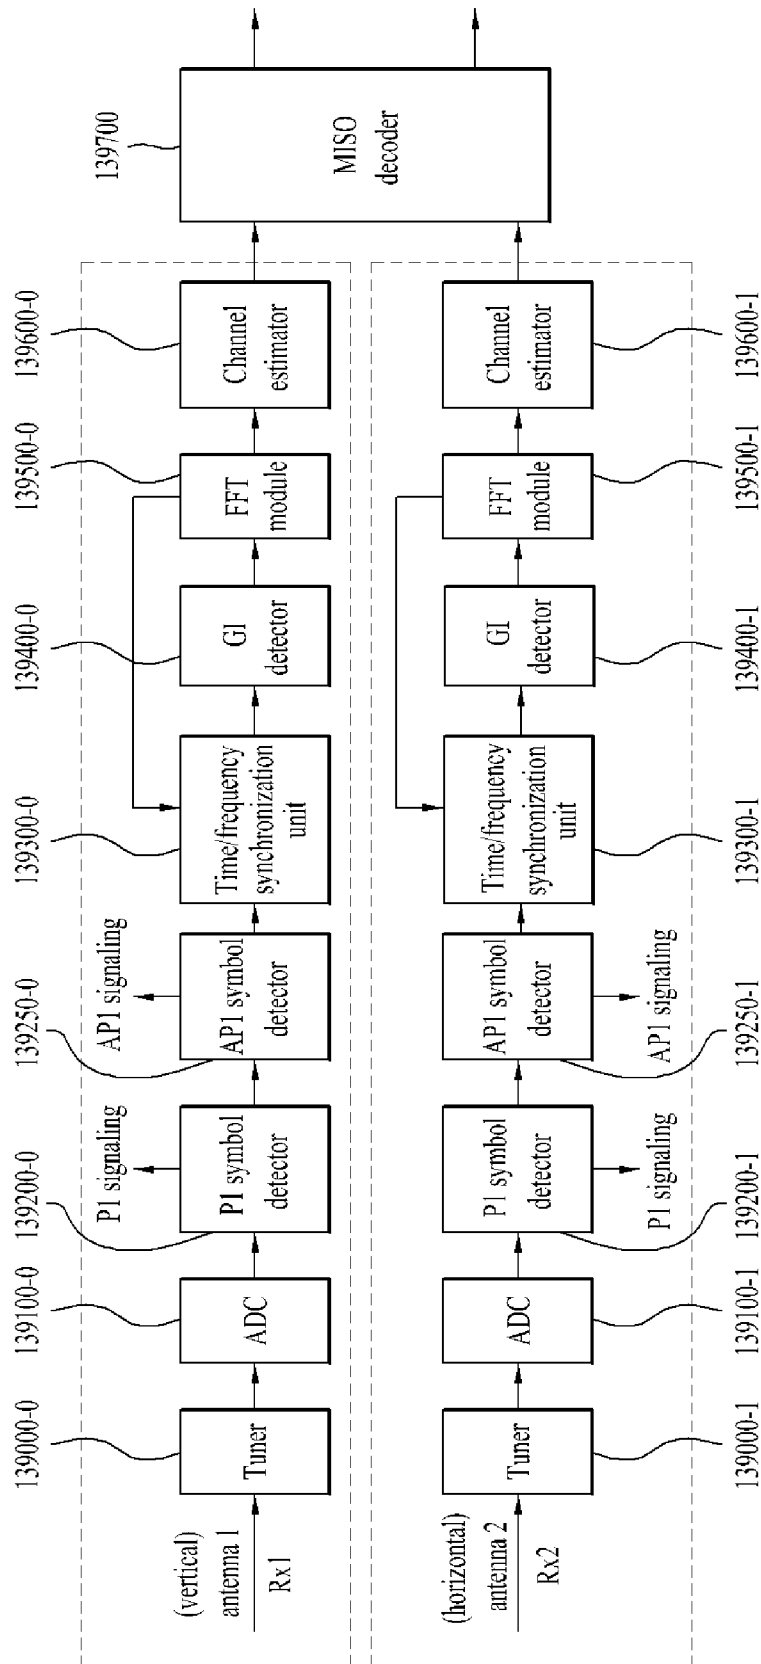 139000-0
139100-0
139200-0
139250-0
139300-0
139400-0
139500-0
139600-0
139700
P1 signaling
AP1 signaling
(vertical)
antenna 1
Rx1
Tuner
ADC
P1 symbol
detector
AP1 symbol
detector
Time/frequency
synchronization
unit
GI
detector
FFT
module
Channel
estimator
MISO
decoder
(horizontal)
antenna 2
Rx2
Tuner
ADC
P1 symbol
detector
AP1 symbol
detector
Time/frequency
synchronization
unit
GI
detector
FFT
module
Channel
estimator
P1 signaling
AP1 signaling
139000-1
139100-1
139200-1
139250-1
139300-1
139400-1
139500-1
139600-1